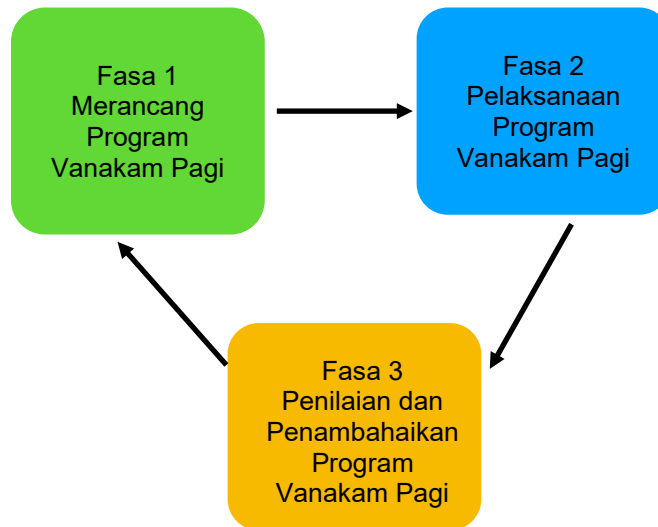 Fasa 1
Merancang
Program
Vanakam Pagi
Fasa 2
Pelaksanaan
Program
Vanakam Pagi
Fasa 3
Penilaian dan
Penambahaikan
Program
Vanakam Pagi